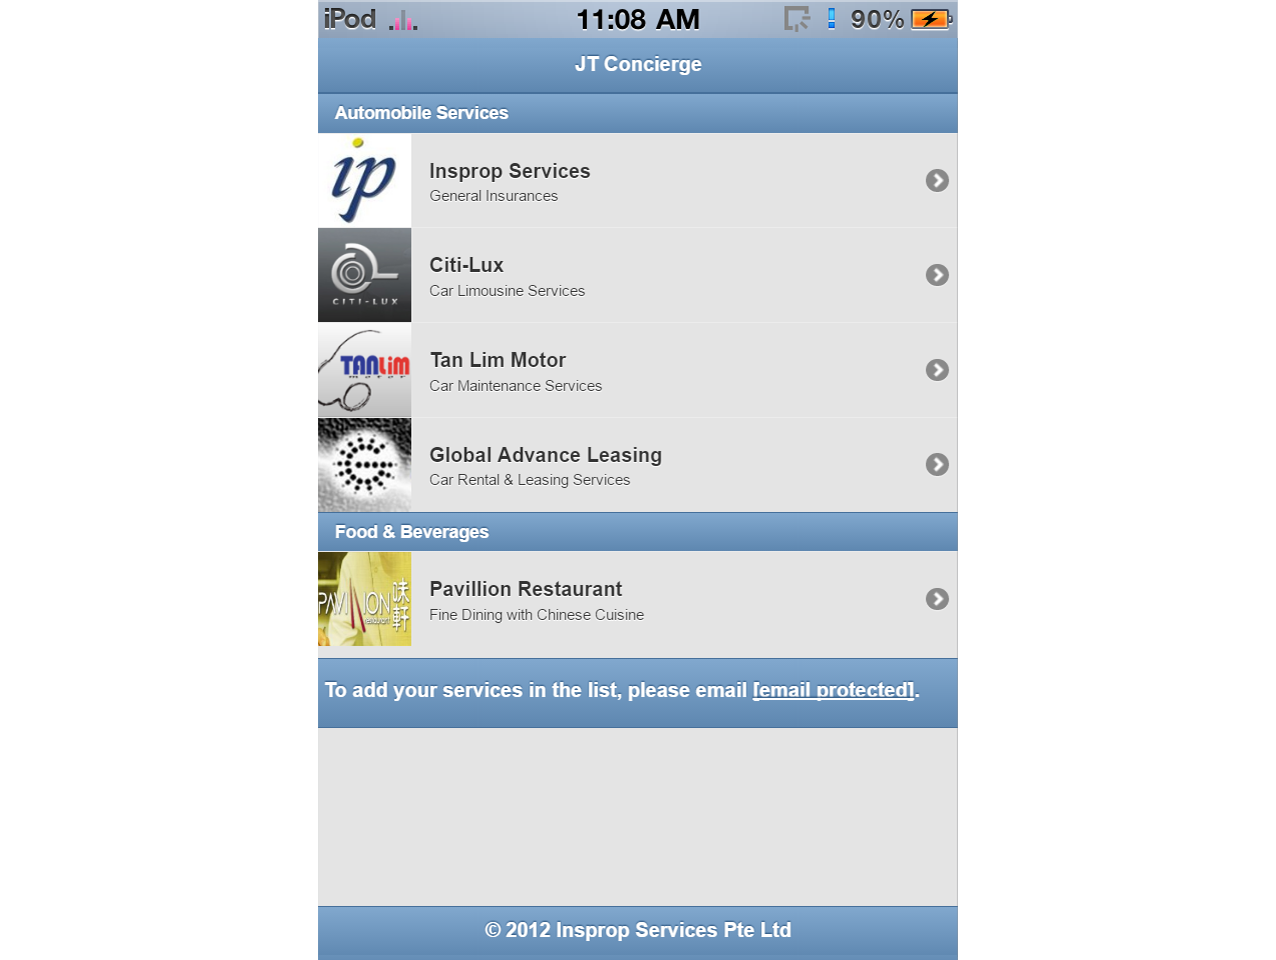 iPod 11:08 AM 90%
JT Concierge
Automobile Services
ip
Insprop Services
General Insurances
CITI-LUX
Citi-Lux
Car Limousine Services
TANLIM
motor
Tan Lim Motor
Car Maintenance Services
Global Advance Leasing
Car Rental & Leasing Services
Food & Beverages
PAVILLION 味軒
Restaurant
Pavillion Restaurant
Fine Dining with Chinese Cuisine
To add your services in the list, please email [email protected].
© 2012 Insprop Services Pte Ltd